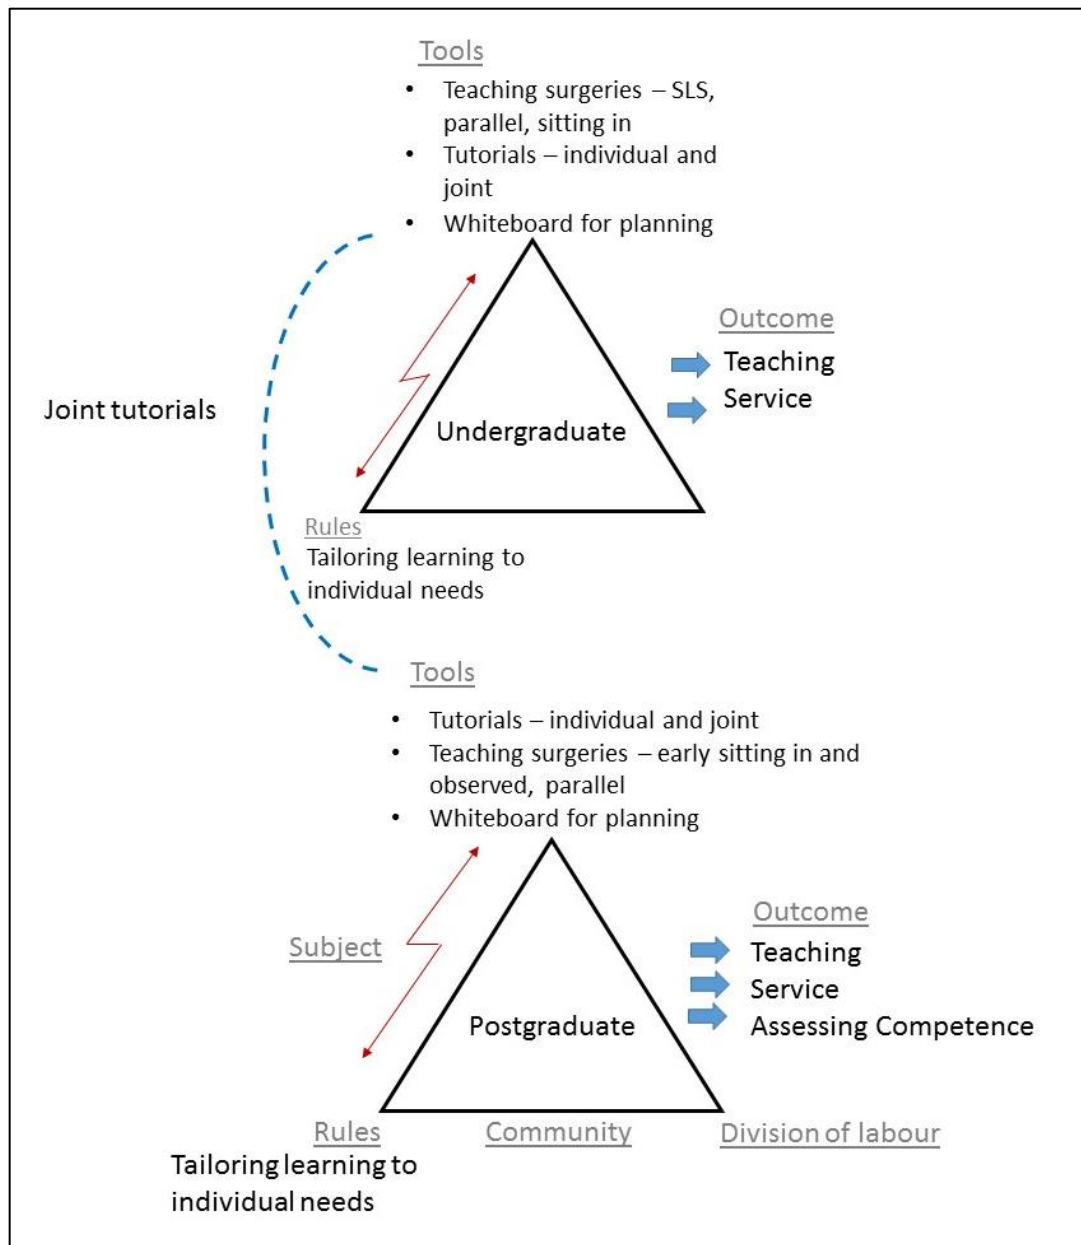 Tools
• Teaching surgeries – SLS,
parallel, sitting in
• Tutorials – individual and
joint
• Whiteboard for planning
Outcome
Teaching
Service
Joint tutorials
Undergraduate
Rules
Tailoring learning to
individual needs
Tools
• Tutorials – individual and joint
• Teaching surgeries – early sitting in and
observed, parallel
• Whiteboard for planning
Subject
Outcome
Teaching
Service
Assessing Competence
Postgraduate
Rules
Community
Division of labour
Tailoring learning to
individual needs